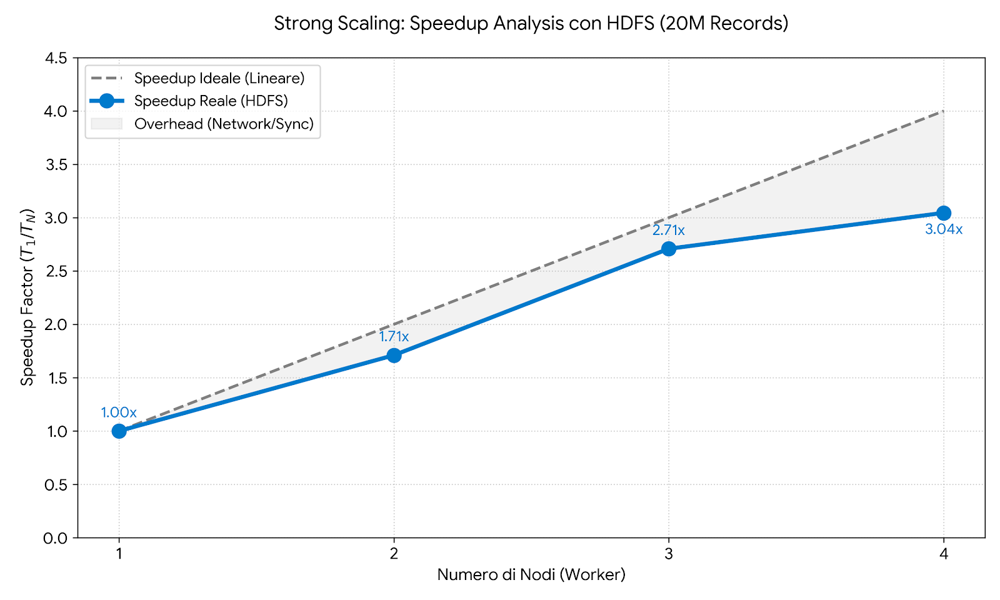 Strong Scaling: Speedup Analysis con HDFS (20M Records)
Speedup Ideale (Lineare)
Speedup Reale (HDFS)
Overhead (Network/Sync)
Speedup Factor (T₁/T_N)
4.5
4.0
3.5
3.0
2.5
2.0
1.5
1.0
0.5
0.0
1.00x
1.71x
2.71x
3.04x
1
2
3
4
Numero di Nodi (Worker)